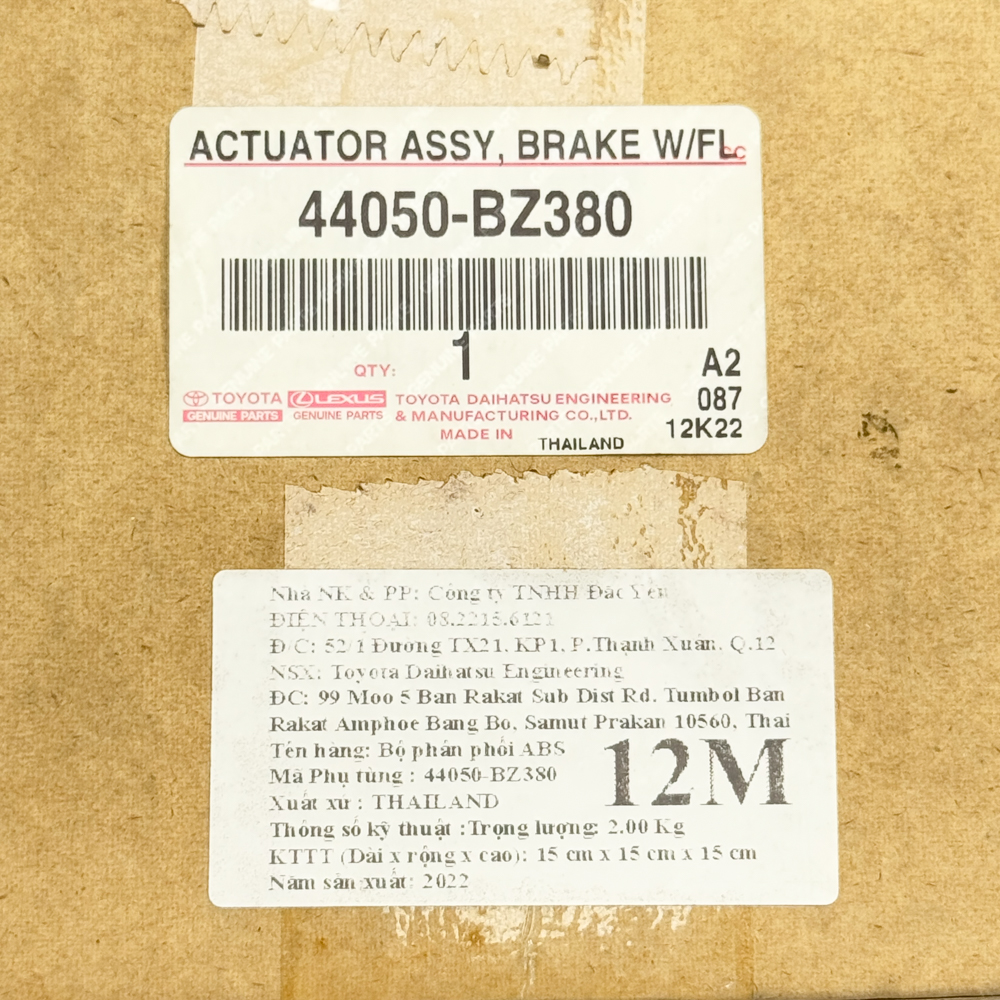 ACTUATOR ASSY, BRAKE W/FL
CC
44050-BZ380
QTY: 1
A2
087
12K22
TOYOTA
GENUINE PARTS
LEXUS
GENUINE PARTS
TOYOTA DAIHATSU ENGINEERING
& MANUFACTURING CO.,LTD.
MADE IN THAILAND
Nhà NK & PP: Công ty TNHH Đắc Yến
ĐIỆN THOẠI: 08.2215.6121
Đ/C: 52/1 Đường TX21, KP1, P.Thạnh Xuân, Q.12
NSX: Toyota Daihatsu Engineering
ĐC: 99 Moo 5 Ban Rakat Sub Dist Rd. Tumbol Ban
Rakat Amphoe Bang Bo, Samut Prakan 10560, Thai
Tên hàng: Bộ phân phối ABS
Mã Phụ tùng : 44050-BZ380
12M
Xuất xứ : THAILAND
Thông số kỹ thuật :Trọng lượng: 2.00 Kg
KTTT (Dài x rộng x cao): 15 cm x 15 cm x 15 cm
Năm sản xuất: 2022